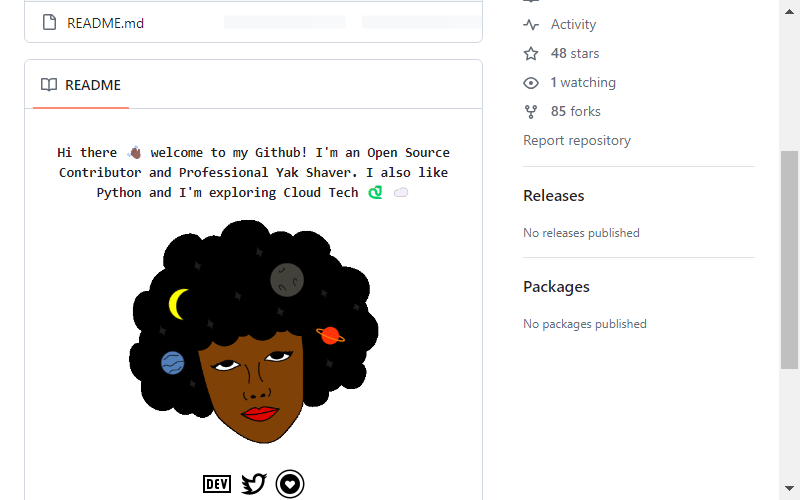 README.md
README
Hi there 👋🏾 welcome to my Github! I'm an Open Source
Contributor and Professional Yak Shaver. I also like
Python and I'm exploring Cloud Tech 🐍 ☁️
DEV
Activity
48 stars
1 watching
85 forks
Report repository
Releases
No releases published
Packages
No packages published